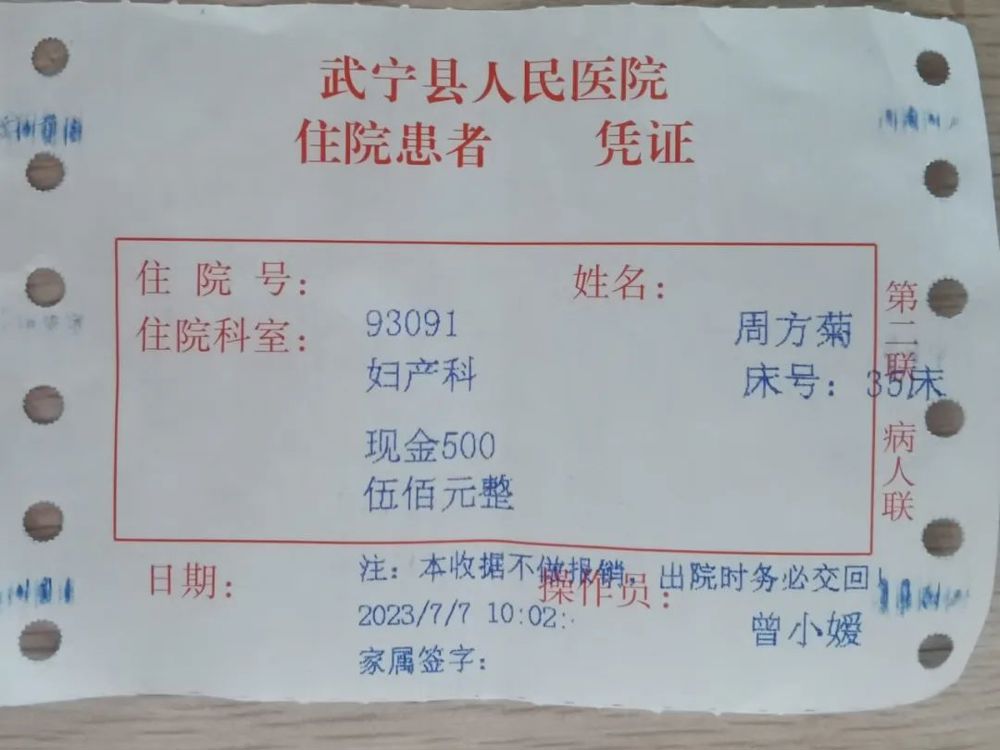 武宁县人民医院
住院患者 凭证
住院号： 姓名：
93091 周方菊
住院科室：
妇产科 床号：35床
现金500
伍佰元整
第二联 病人联
注：本收据不做报销，出院时务必交回！
日期： 操作员：
2023/7/7 10:02: 曾小嫒
家属签字：